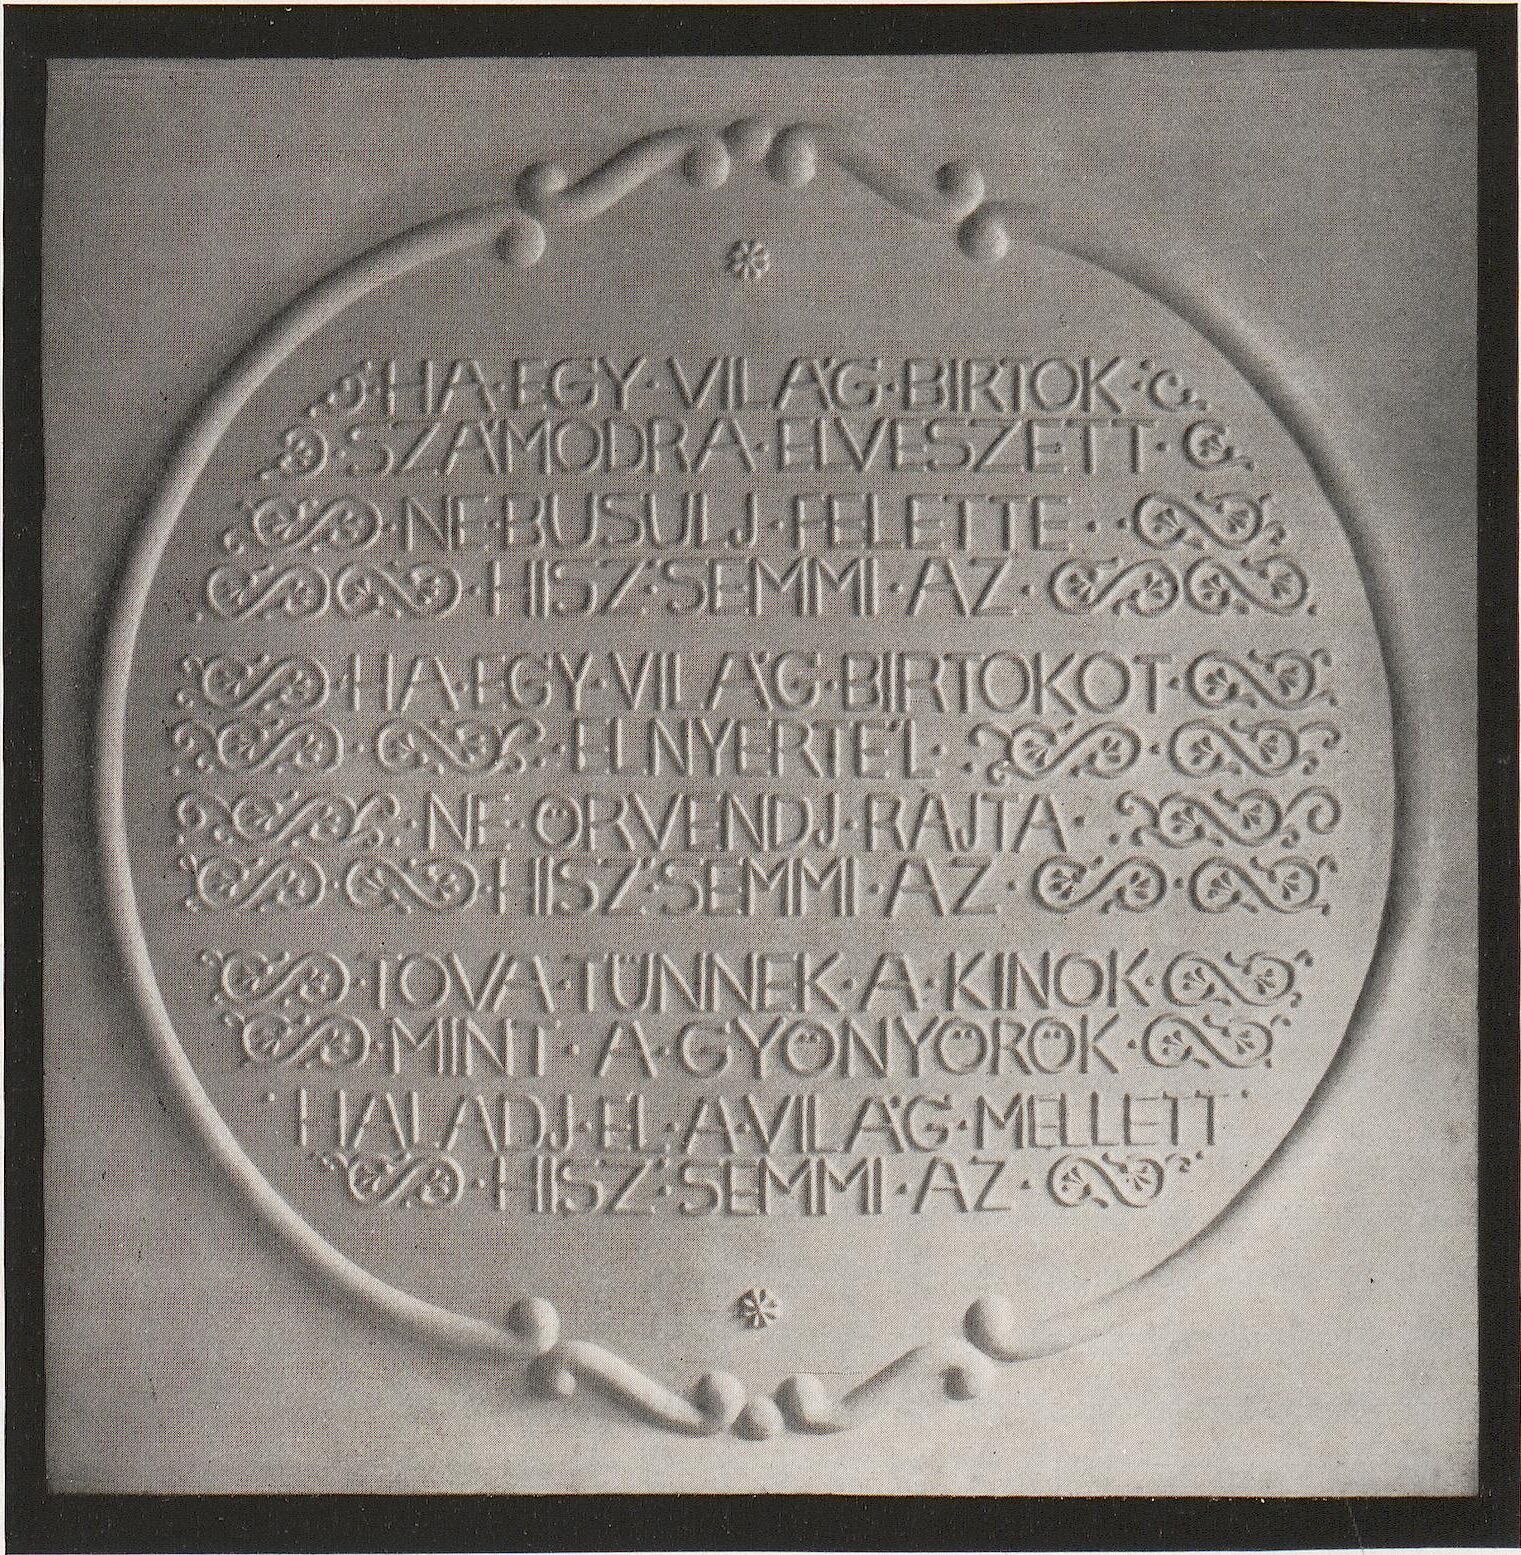 HA·EGY·VILÁG·BIRTOK
SZÁMODRA·ELVESZETT·
·NE·BUSULJ·FELETTE··
·HISZ·SEMMI·AZ·
·HA·EGY·VILÁG·BIRTOKOT·
·ELNYERTÉL·
·NE·ÖRVENDJ·RAJTA·
·HISZ·SEMMI·AZ·
·TOVA·TÜNNEK·A·KINOK·
·MINT·A·GYÖNYÖRÖK·
·HALADJ·EL·A·VILÁG·MELLETT·
·HISZ·SEMMI·AZ·